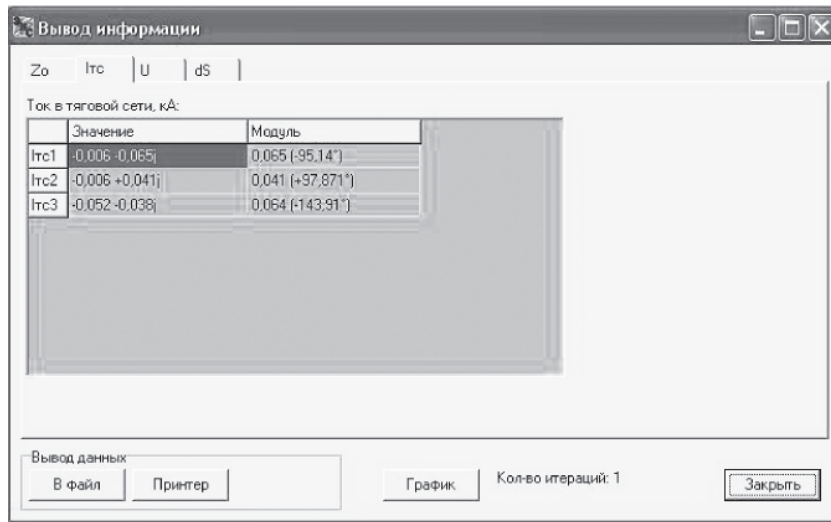 Вывод информации
Zo Iтс U dS
Ток в тяговой сети, кА:
Значение Модуль
Iтс1 -0,006 -0,065j 0,065 (-95,14°)
Iтс2 -0,006 +0,041j 0,041 (+97,871°)
Iтс3 -0,052 -0,038j 0,064 (-143,91°)
Вывод данных
В файл Принтер График Кол-во итераций: 1 Закрыть